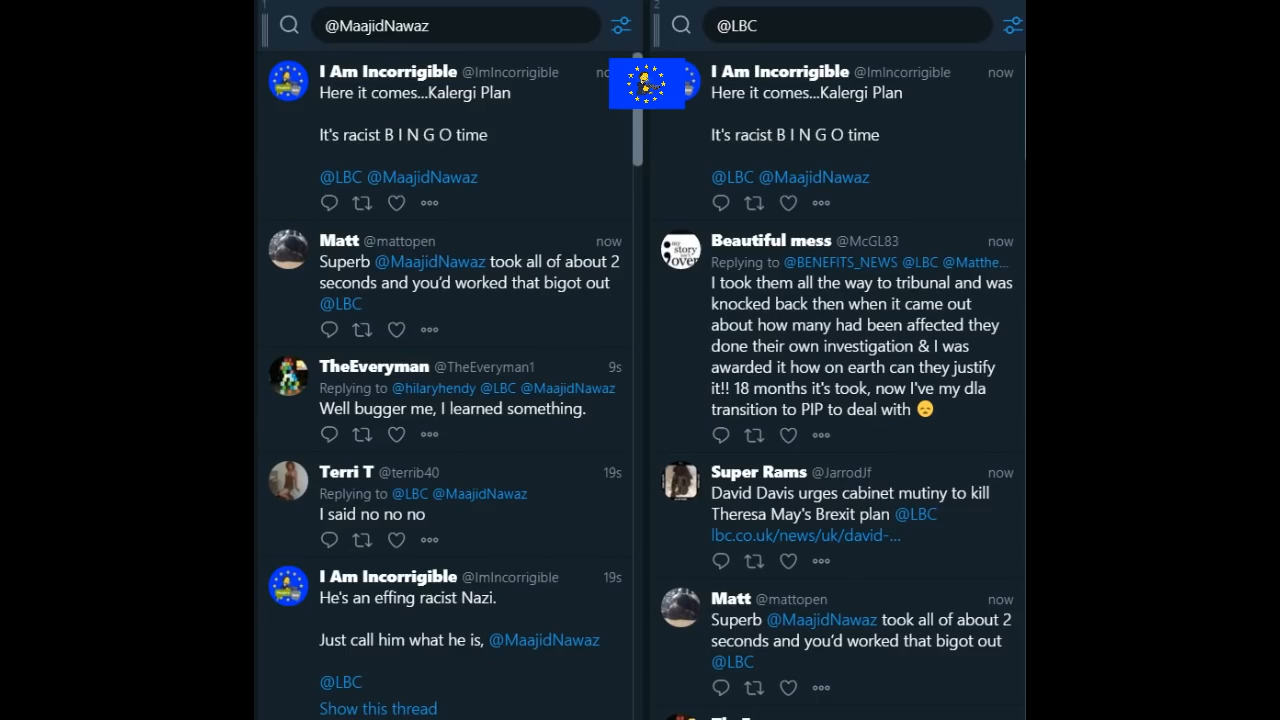 1
@MaajidNawaz
I Am Incorrigible @ImIncorrigible
Here it comes...Kalergi Plan
It's racist B I N G O time
@LBC @MaajidNawaz
Matt @mattopen now
Superb @MaajidNawaz took all of about 2
seconds and you'd worked that bigot out
@LBC
TheEveryman @TheEveryman1 9s
Replying to @hilaryhendy @LBC @MaajidNawaz
Well bugger me, I learned something.
Terri T @terrib40 19s
Replying to @LBC @MaajidNawaz
I said no no no
I Am Incorrigible @ImIncorrigible 19s
He's an effing racist Nazi.
Just call him what he is, @MaajidNawaz
@LBC
Show this thread
2
@LBC
I Am Incorrigible @ImIncorrigible now
Here it comes...Kalergi Plan
It's racist B I N G O time
@LBC @MaajidNawaz
my
story
isn't
over
Beautiful mess @McGL83 now
Replying to @BENEFITS_NEWS @LBC @Matthe...
I took them all the way to tribunal and was
knocked back then when it came out
about how many had been affected they
done their own investigation & I was
awarded it how on earth can they justify
it!! 18 months it's took, now I've my dla
transition to PIP to deal with 😞
Super Rams @JarrodJf now
David Davis urges cabinet mutiny to kill
Theresa May's Brexit plan @LBC
lbc.co.uk/news/uk/david-...
Matt @mattopen now
Superb @MaajidNawaz took all of about 2
seconds and you'd worked that bigot out
@LBC